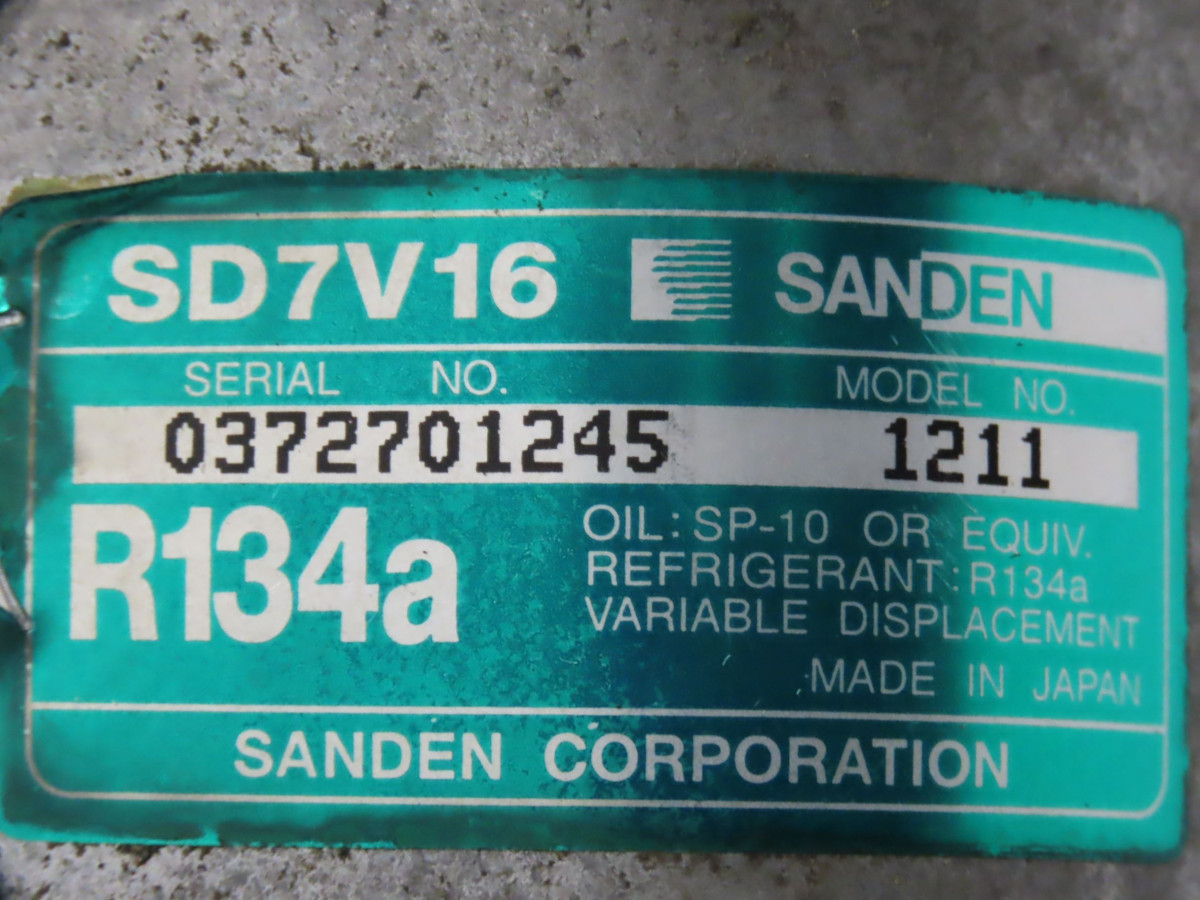 SD7V16 SANDEN
SERIAL NO. MODEL NO.
0372701245 1211
R134a
OIL: SP-10 OR EQUIV.
REFRIGERANT: R134a
VARIABLE DISPLACEMENT
MADE IN JAPAN
SANDEN CORPORATION